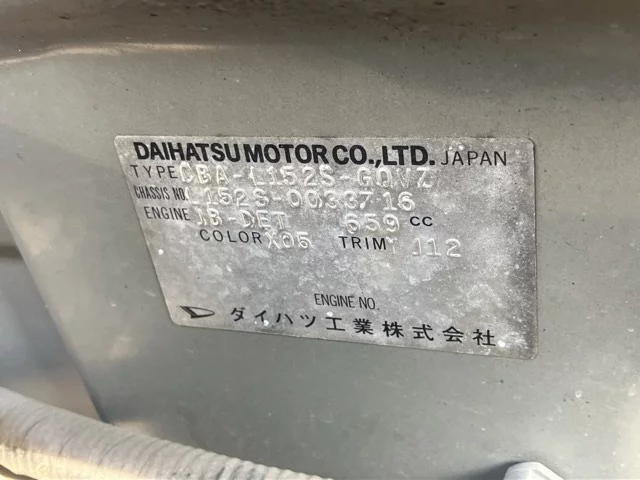 DAIHATSU MOTOR CO.,LTD. JAPAN
TYPE CBA-L152S-GQVZ
CHASSIS NO. L152S-0033716
ENGINE JB-DET 659 CC
COLOR X05 TRIM T112
ENGINE NO.
ダイハツ工業株式会社